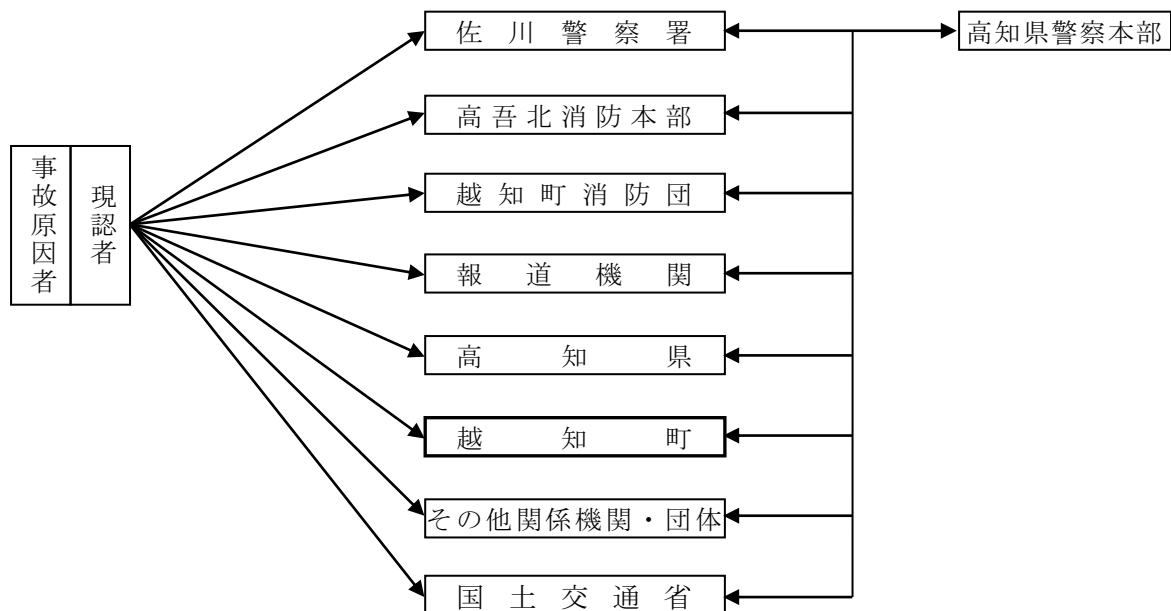 事故原因者
現認者
佐川警察署
高知県警察本部
高吾北消防本部
越知町消防団
報道機関
高知県
越知町
その他関係機関・団体
国土交通省